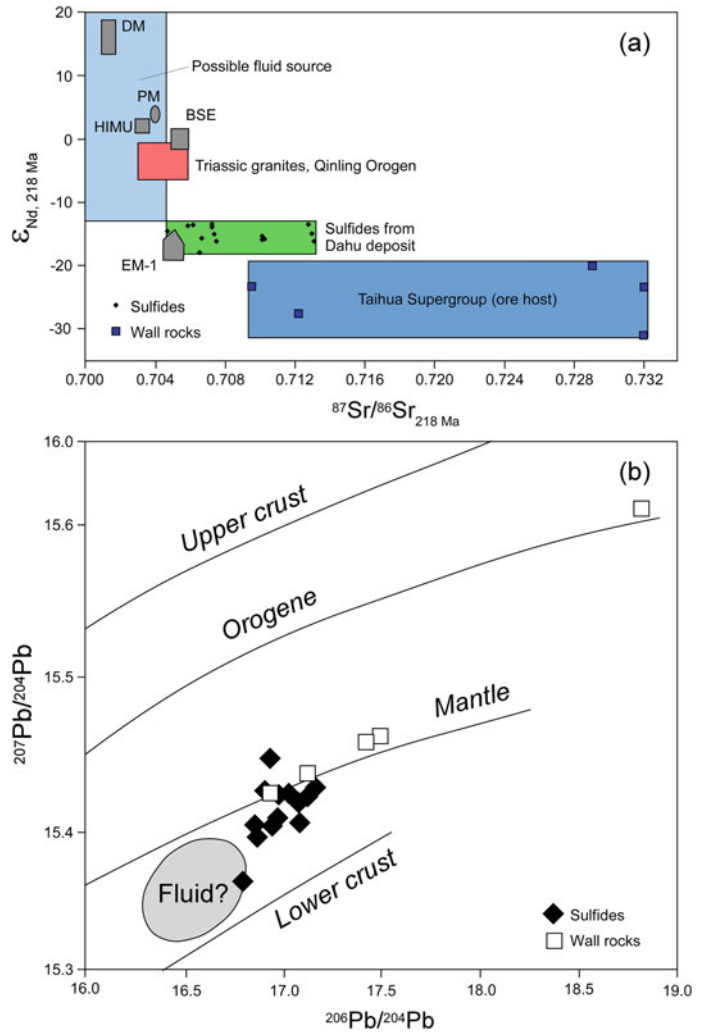 20
10
0
-10
-20
-30
εNd, 218 Ma
(a)
DM
Possible fluid source
PM
HIMU
BSE
Triassic granites, Qinling Orogen
Sulfides from
Dahu deposit
EM-1
Taihua Supergroup (ore host)
Sulfides
Wall rocks
0.700 0.704 0.708 0.712 0.716 0.720 0.724 0.728 0.732
87Sr/86Sr218 Ma
16.0
15.6
15.5
15.4
15.3
207Pb/204Pb
(b)
Upper crust
Orogene
Mantle
Fluid?
Lower crust
Sulfides
Wall rocks
16.0 16.5 17.0 17.5 18.0 18.5 19.0
206Pb/204Pb